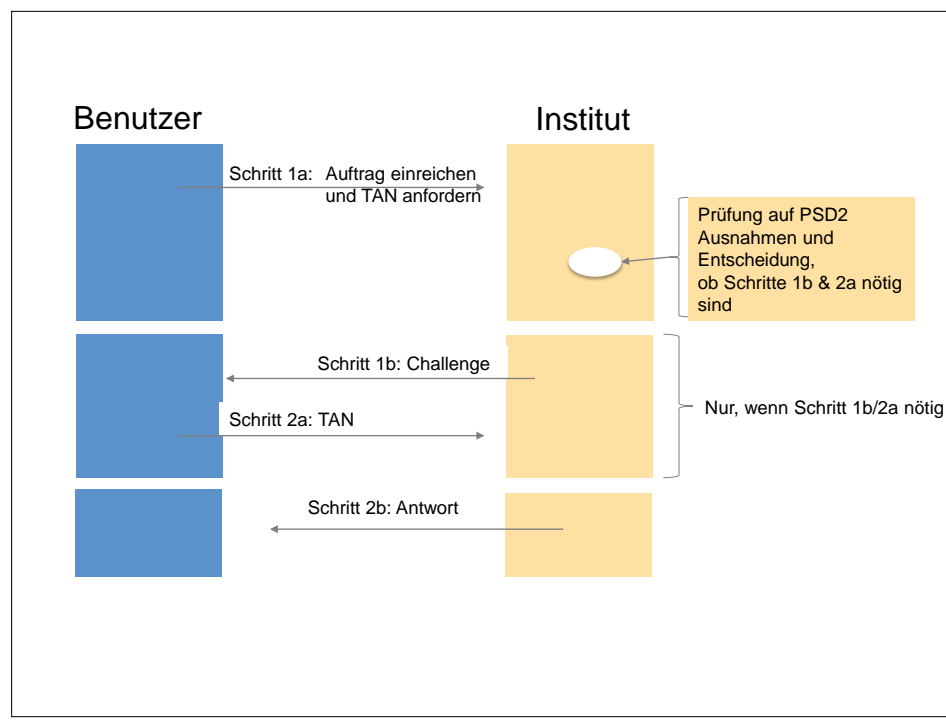 Benutzer
Institut
Schritt 1a: Auftrag einreichen
und TAN anfordern
Prüfung auf PSD2
Ausnahmen und
Entscheidung,
ob Schritte 1b & 2a nötig
sind
Schritt 1b: Challenge
Nur, wenn Schritt 1b/2a nötig
Schritt 2a: TAN
Schritt 2b: Antwort